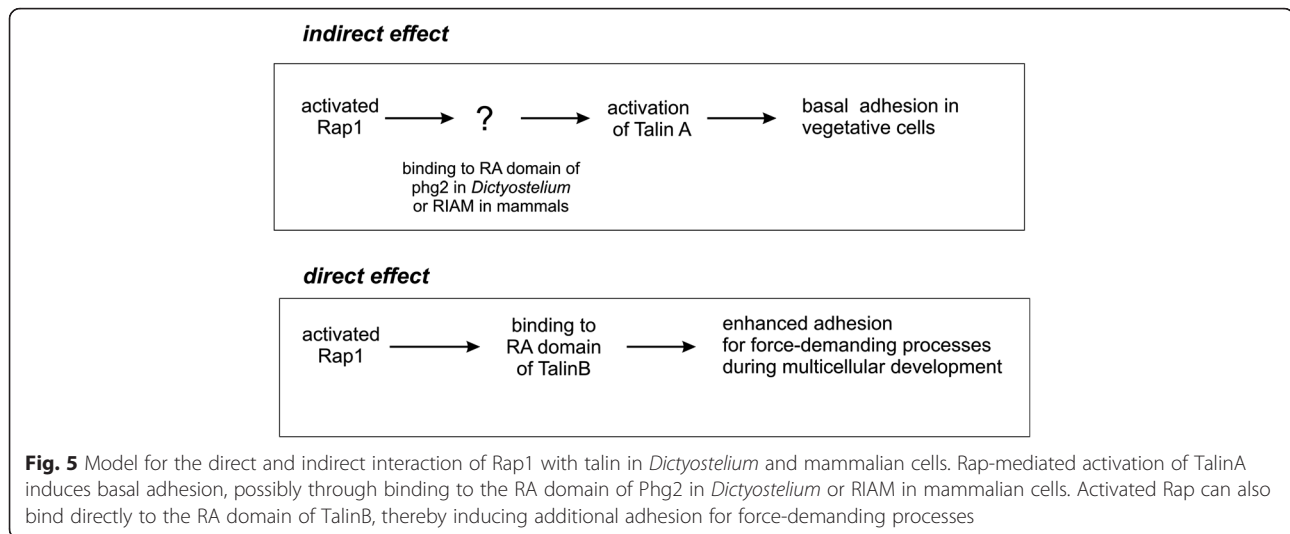 indirect effect
activated
Rap1
?
activation
of Talin A
basal adhesion in
vegetative cells
binding to RA domain of
phg2 in Dictyostelium
or RIAM in mammals
direct effect
activated
Rap1
binding to
RA domain
of TalinB
enhanced adhesion
for force-demanding processes
during multicellular development
Fig. 5 Model for the direct and indirect interaction of Rap1 with talin in Dictyostelium and mammalian cells. Rap-mediated activation of TalinA
induces basal adhesion, possibly through binding to the RA domain of Phg2 in Dictyostelium or RIAM in mammalian cells. Activated Rap can also
bind directly to the RA domain of TalinB, thereby inducing additional adhesion for force-demanding processes